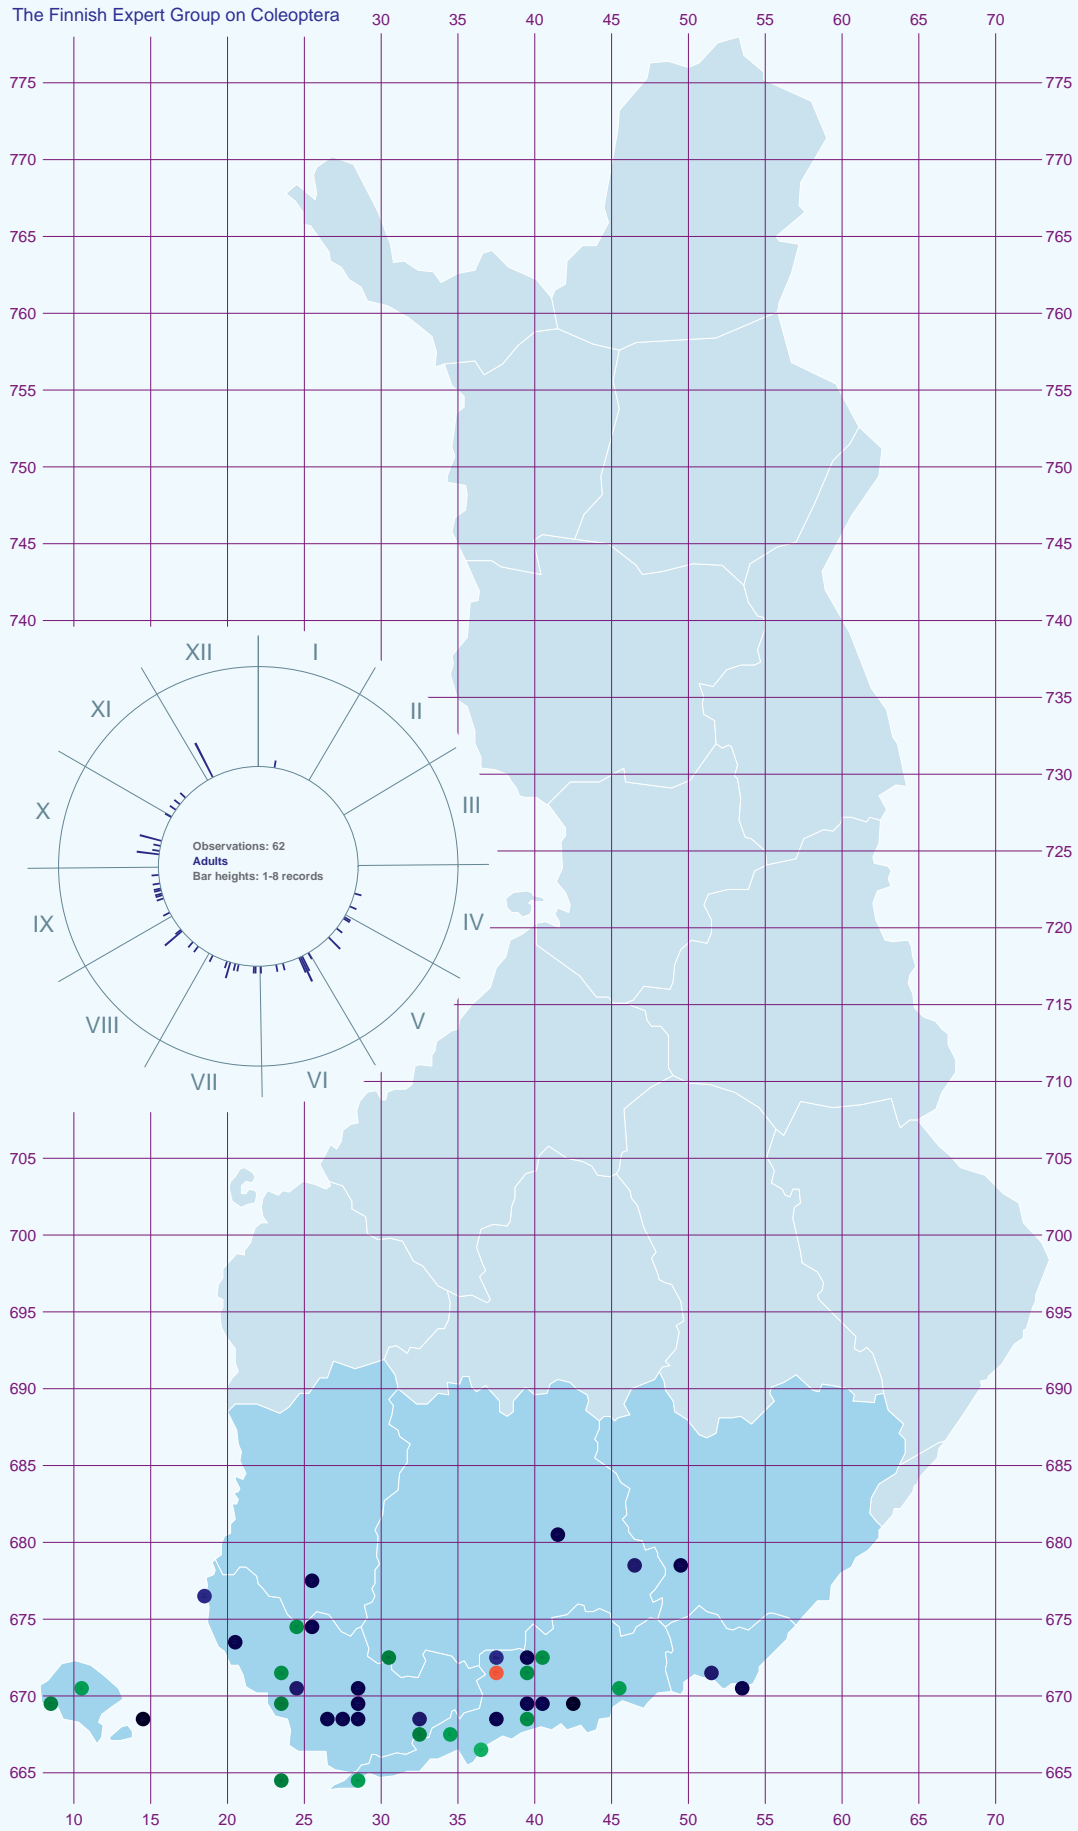 The Finnish Expert Group on Coleoptera
30 35 40 45 50 55 60 65 70
775 775
770 770
765 765
760 760
755 755
750 750
745 745
740 740
XII I
XI II
735
730
X III
Observations: 62
Adults
Bar heights: 1-8 records
725
IX IV 720
715
VIII V
VII VI
710
705 705
700 700
695 695
690 690
685 685
680 680
675 675
670 670
665 665
10 15 20 25 30 35 40 45 50 55 60 65 70